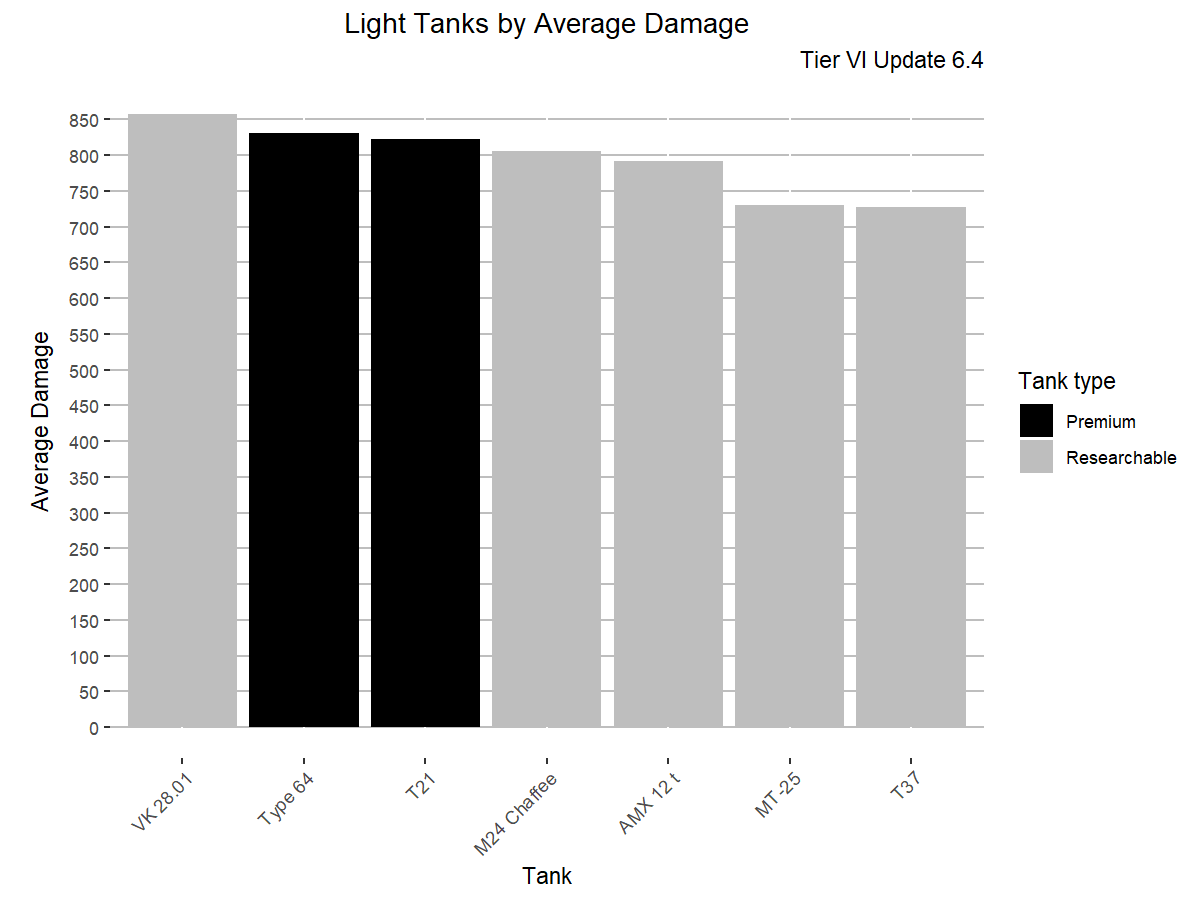 Light Tanks by Average Damage
Tier VI Update 6.4
Average Damage
850
800
750
700
650
600
550
500
450
400
350
300
250
200
150
100
50
0
VK 28.01
Type 64
T21
M24 Chaffee
AMX 12 t
MT-25
T37
Tank
Tank type
Premium
Researchable